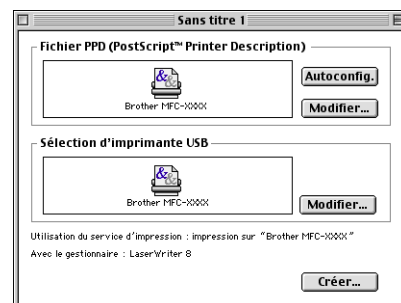 Sans titre 1
Fichier PPD (PostScript™ Printer Description)
Brother MFC-XXXX
Autoconfig.
Modifier...
Sélection d'imprimante USB
Brother MFC-XXXX
Modifier...
Utilisation du service d'impression : impression sur "Brother MFC-XXXX"
Avec le gestionnaire : LaserWriter 8
Créer...